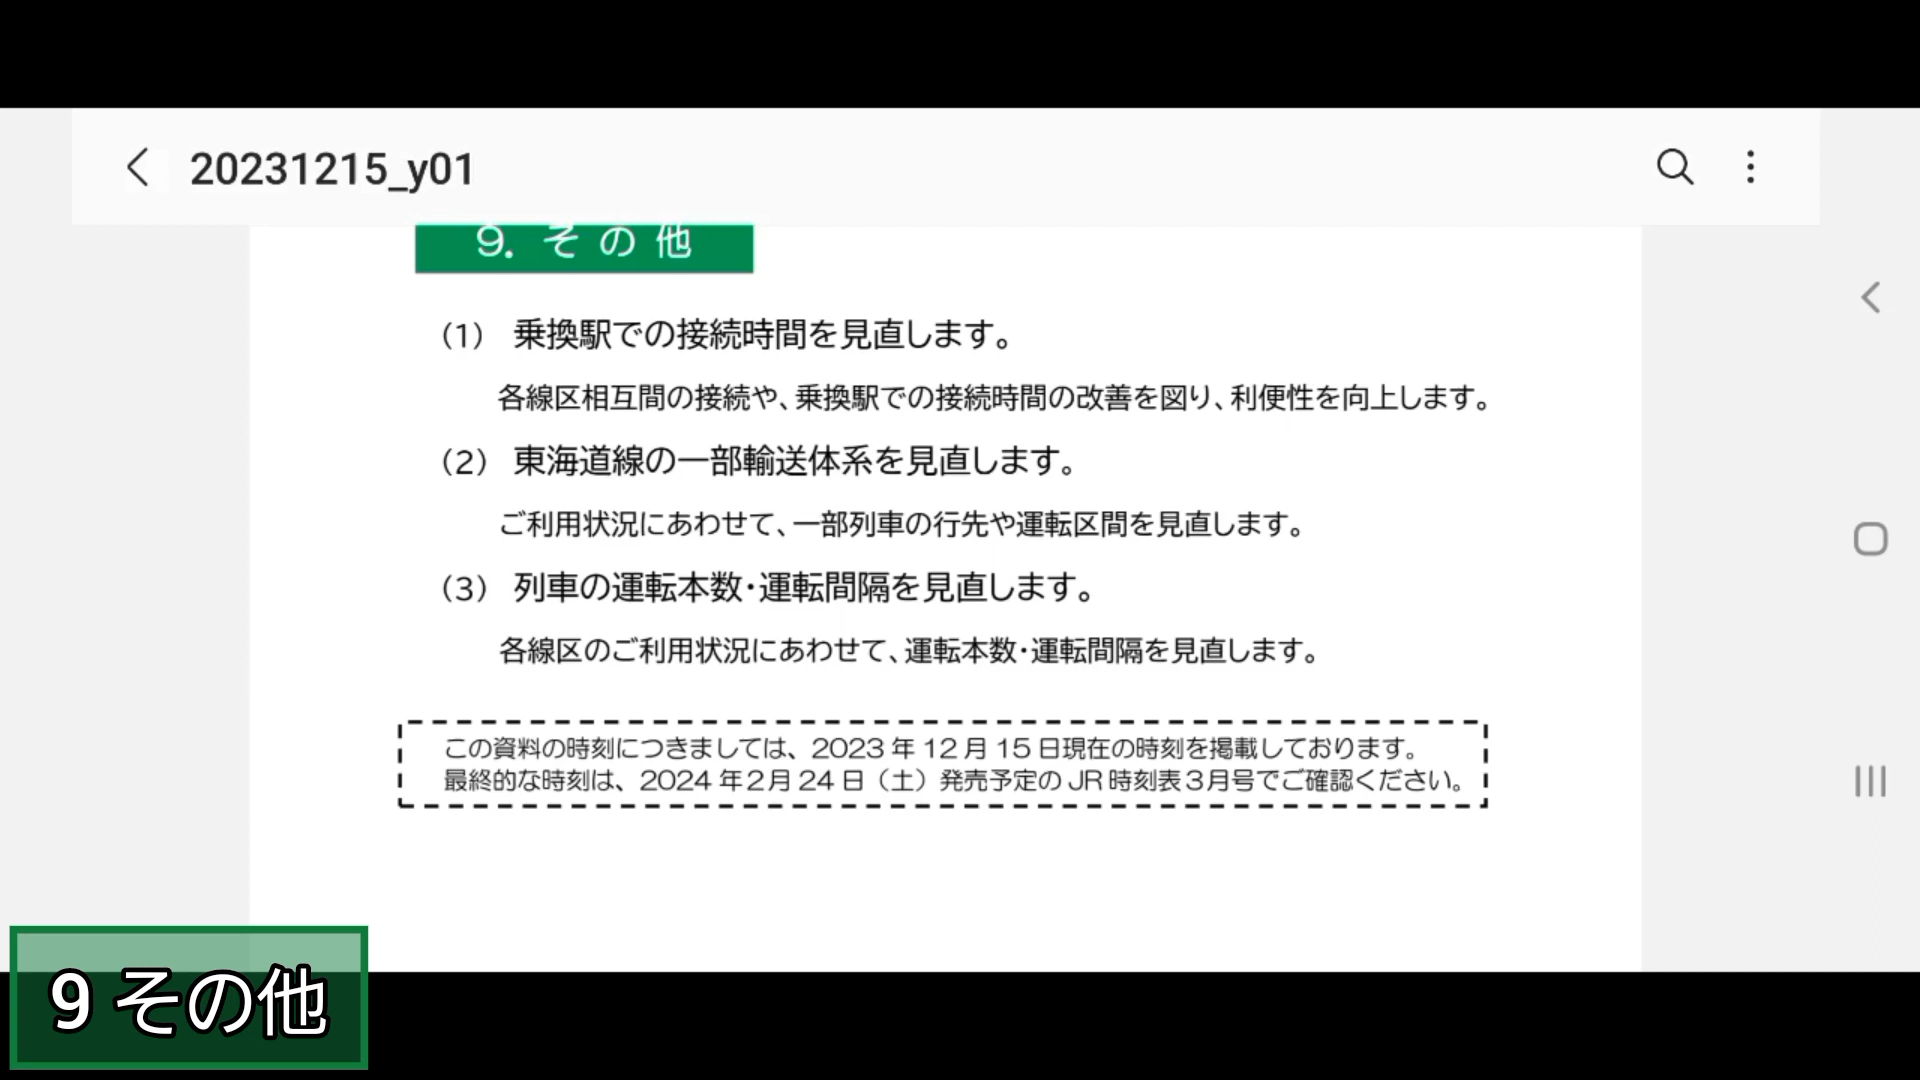 20231215_y01
9. その他
(1) 乗換駅での接続時間を見直します。
各線区相互間の接続や、乗換駅での接続時間の改善を図り、利便性を向上します。
(2) 東海道線の一部輸送体系を見直します。
ご利用状況にあわせて、一部列車の行先や運転区間を見直します。
(3) 列車の運転本数・運転間隔を見直します。
各線区のご利用状況にあわせて、運転本数・運転間隔を見直します。
この資料の時刻につきましては、2023年12月15日現在の時刻を掲載しております。
最終的な時刻は、2024年2月24日（土）発売予定のJR時刻表3月号でご確認ください。
9 その他